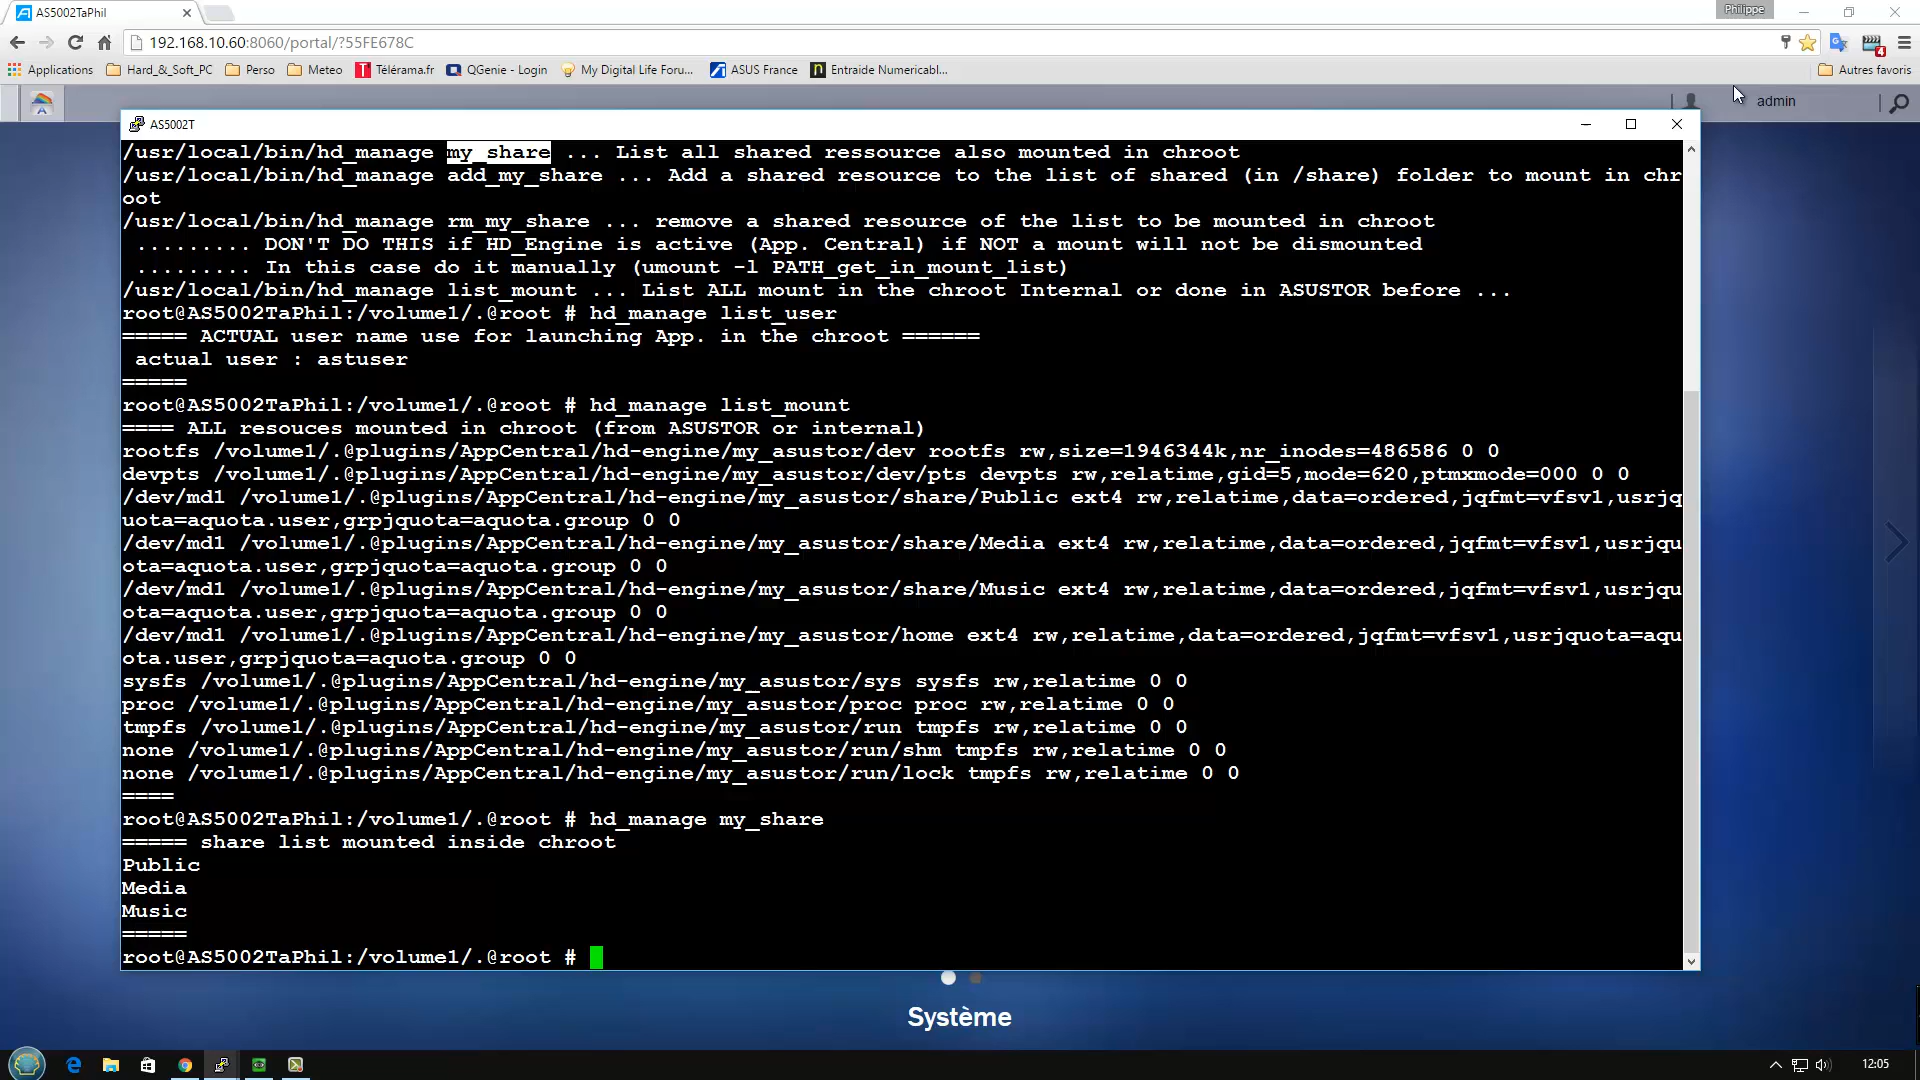 AS5002TaPhil
Philippe
192.168.10.60:8060/portal/?55FE678C
4
Applications
Hard_&_Soft_PC
Perso
Meteo
Télérama.fr
QGenie - Login
My Digital Life Foru...
ASUS France
Entraide Numericabl...
Autres favoris
admin
AS5002T
/usr/local/bin/hd_manage my_share ... List all shared ressource also mounted in chroot
/usr/local/bin/hd_manage add_my_share ... Add a shared resource to the list of shared (in /share) folder to mount in chr
oot
/usr/local/bin/hd_manage rm_my_share ... remove a shared resource of the list to be mounted in chroot
......... DON'T DO THIS if HD_Engine is active (App. Central) if NOT a mount will not be dismounted
......... In this case do it manually (umount -l PATH_get_in_mount_list)
/usr/local/bin/hd_manage list_mount ... List ALL mount in the chroot Internal or done in ASUSTOR before ...
root@AS5002TaPhil:/volume1/.@root # hd_manage list_user
===== ACTUAL user name use for launching App. in the chroot ======
actual user : astuser
=====
root@AS5002TaPhil:/volume1/.@root # hd_manage list_mount
==== ALL resouces mounted in chroot (from ASUSTOR or internal)
rootfs /volume1/.@plugins/AppCentral/hd-engine/my_asustor/dev rootfs rw,size=1946344k,nr_inodes=486586 0 0
devpts /volume1/.@plugins/AppCentral/hd-engine/my_asustor/dev/pts devpts rw,relatime,gid=5,mode=620,ptmxmode=000 0 0
/dev/md1 /volume1/.@plugins/AppCentral/hd-engine/my_asustor/share/Public ext4 rw,relatime,data=ordered,jqfmt=vfsv1,usrjq
uota=aquota.user,grpjquota=aquota.group 0 0
/dev/md1 /volume1/.@plugins/AppCentral/hd-engine/my_asustor/share/Media ext4 rw,relatime,data=ordered,jqfmt=vfsv1,usrjqu
ota=aquota.user,grpjquota=aquota.group 0 0
/dev/md1 /volume1/.@plugins/AppCentral/hd-engine/my_asustor/share/Music ext4 rw,relatime,data=ordered,jqfmt=vfsv1,usrjqu
ota=aquota.user,grpjquota=aquota.group 0 0
/dev/md1 /volume1/.@plugins/AppCentral/hd-engine/my_asustor/home ext4 rw,relatime,data=ordered,jqfmt=vfsv1,usrjquota=aqu
ota.user,grpjquota=aquota.group 0 0
sysfs /volume1/.@plugins/AppCentral/hd-engine/my_asustor/sys sysfs rw,relatime 0 0
proc /volume1/.@plugins/AppCentral/hd-engine/my_asustor/proc proc rw,relatime 0 0
tmpfs /volume1/.@plugins/AppCentral/hd-engine/my_asustor/run tmpfs rw,relatime 0 0
none /volume1/.@plugins/AppCentral/hd-engine/my_asustor/run/shm tmpfs rw,relatime 0 0
none /volume1/.@plugins/AppCentral/hd-engine/my_asustor/run/lock tmpfs rw,relatime 0 0
====
root@AS5002TaPhil:/volume1/.@root # hd_manage my_share
===== share list mounted inside chroot
Public
Media
Music
=====
root@AS5002TaPhil:/volume1/.@root #
Système
12:05